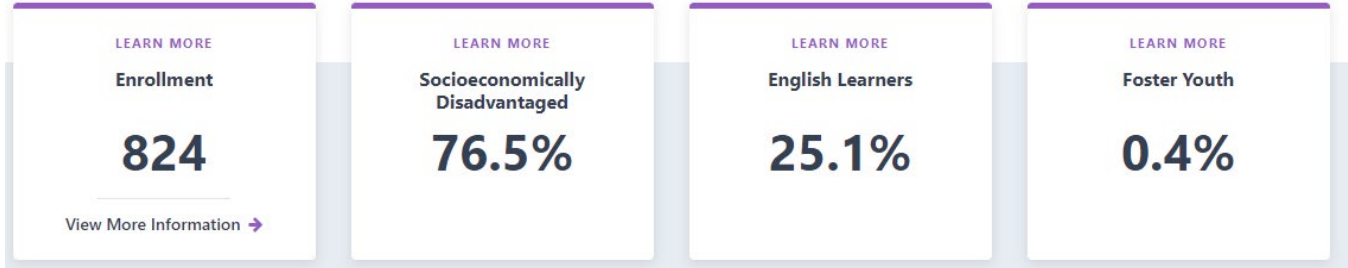 LEARN MORE
Enrollment
824
View More Information
LEARN MORE
Socioeconomically
Disadvantaged
76.5%
LEARN MORE
English Learners
25.1%
LEARN MORE
Foster Youth
0.4%